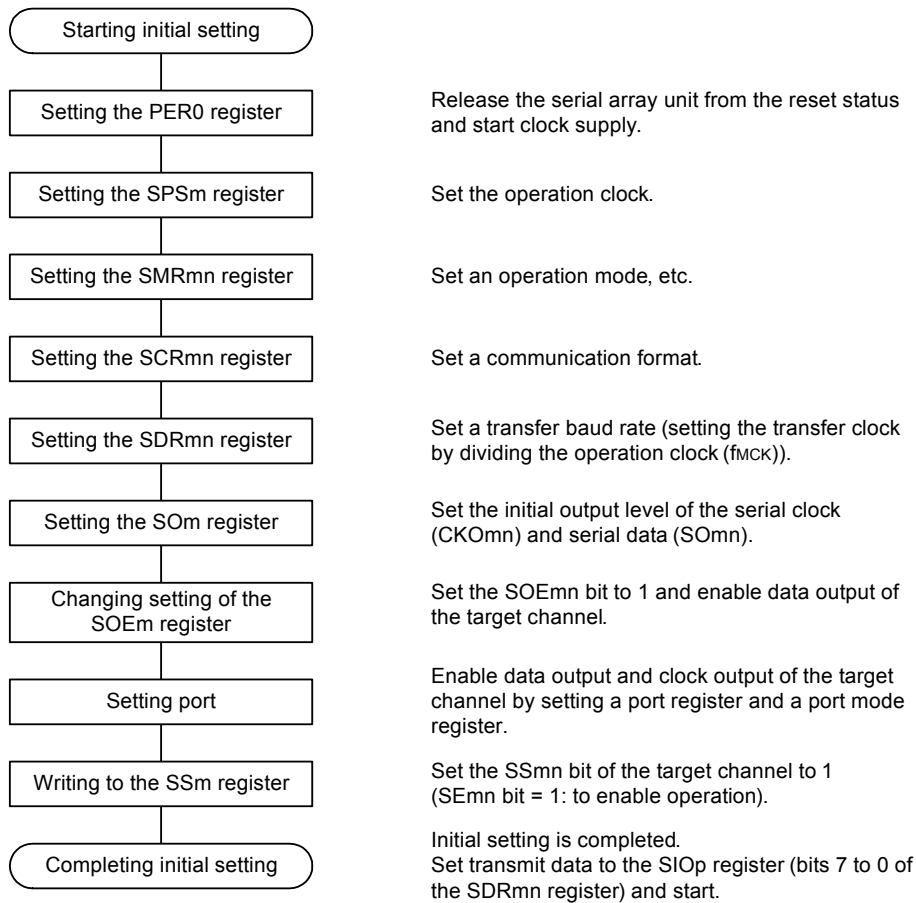 Starting initial setting
Setting the PER0 register
Release the serial array unit from the reset status
and start clock supply.
Setting the SPSm register
Set the operation clock.
Setting the SMRmn register
Set an operation mode, etc.
Setting the SCRmn register
Set a communication format.
Setting the SDRmn register
Set a transfer baud rate (setting the transfer clock
by dividing the operation clock (fMCK)).
Setting the SOm register
Set the initial output level of the serial clock
(CKOmn) and serial data (SOmn).
Changing setting of the
SOEm register
Set the SOEmn bit to 1 and enable data output of
the target channel.
Setting port
Enable data output and clock output of the target
channel by setting a port register and a port mode
register.
Writing to the SSm register
Set the SSmn bit of the target channel to 1
(SEmn bit = 1: to enable operation).
Completing initial setting
Initial setting is completed.
Set transmit data to the SIOp register (bits 7 to 0 of
the SDRmn register) and start.